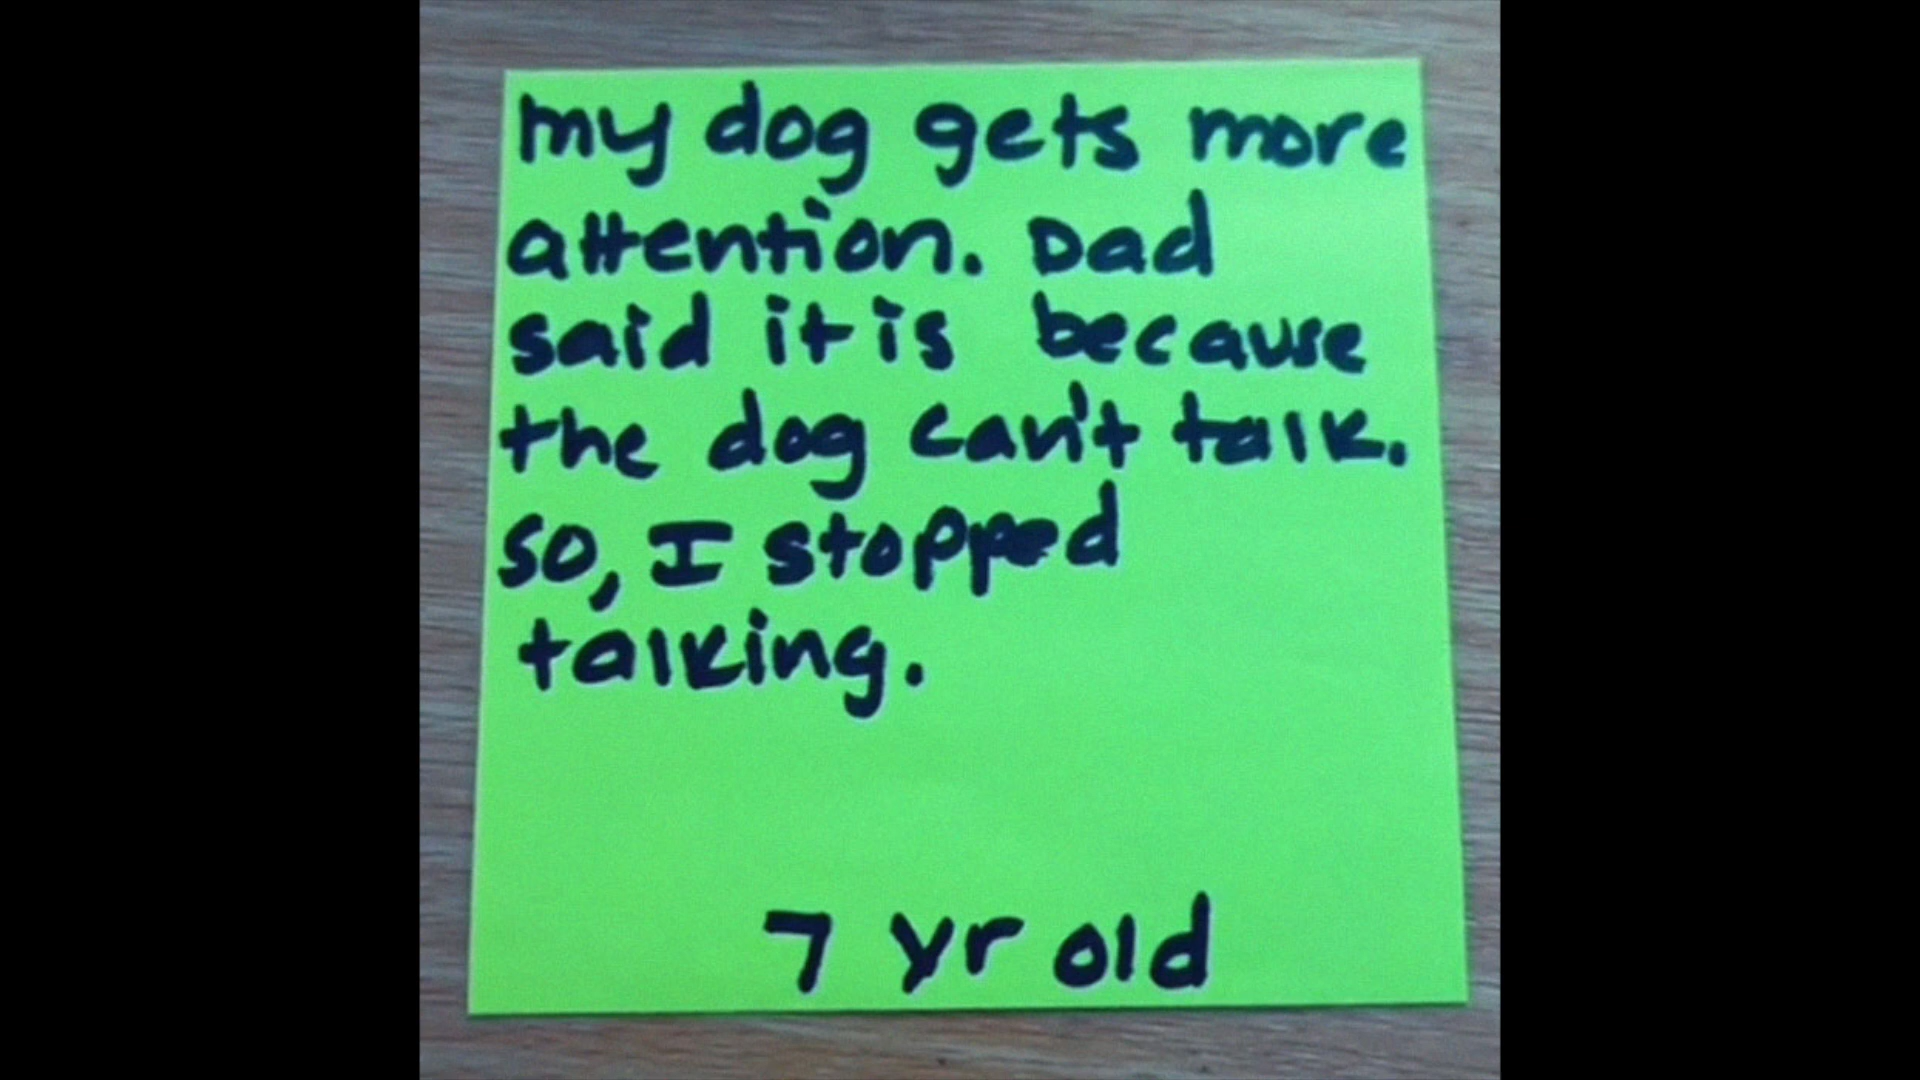 my dog gets more
attention. Dad
said it is because
the dog can't talk.
so, I stopped
talking.
7 yr old